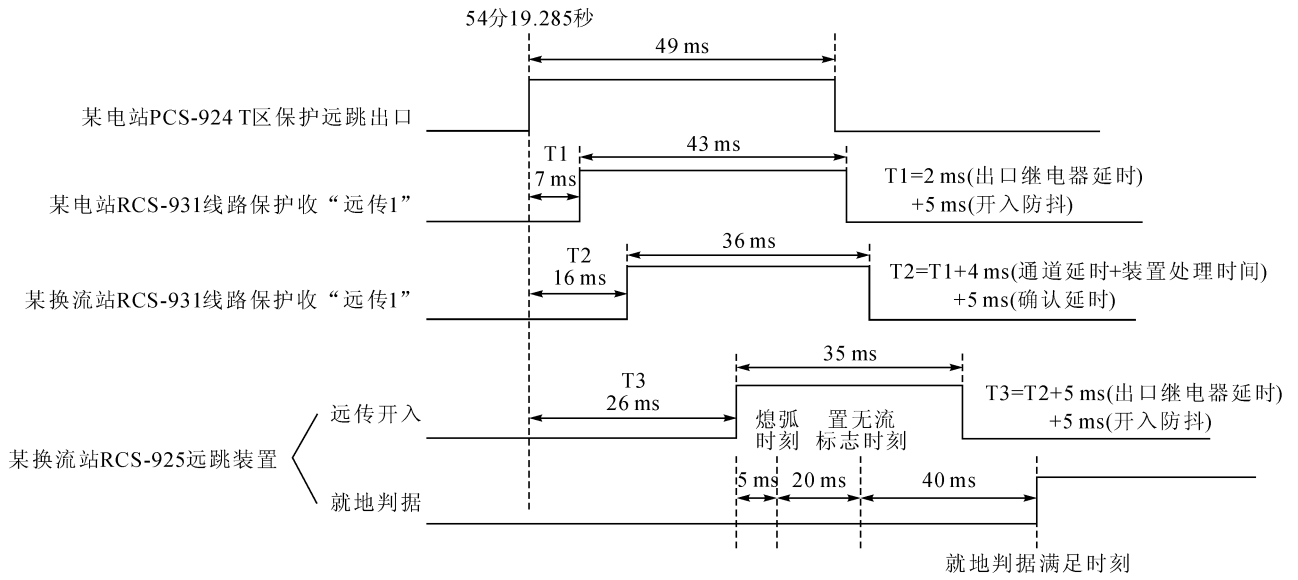 54分19.285秒
49 ms
某电站PCS-924 T区保护远跳出口
T1
7 ms
43 ms
某电站RCS-931线路保护收“远传1”
T1=2 ms(出口继电器延时)
+5 ms(开入防抖)
T2
16 ms
36 ms
某换流站RCS-931线路保护收“远传1”
T2=T1+4 ms(通道延时+装置处理时间)
+5 ms(确认延时)
T3
26 ms
35 ms
T3=T2+5 ms(出口继电器延时)
+5 ms(开入防抖)
远传开入
熄弧
时刻
置无流
标志时刻
某换流站RCS-925远跳装置
5 ms
20 ms
40 ms
就地判据
就地判据满足时刻